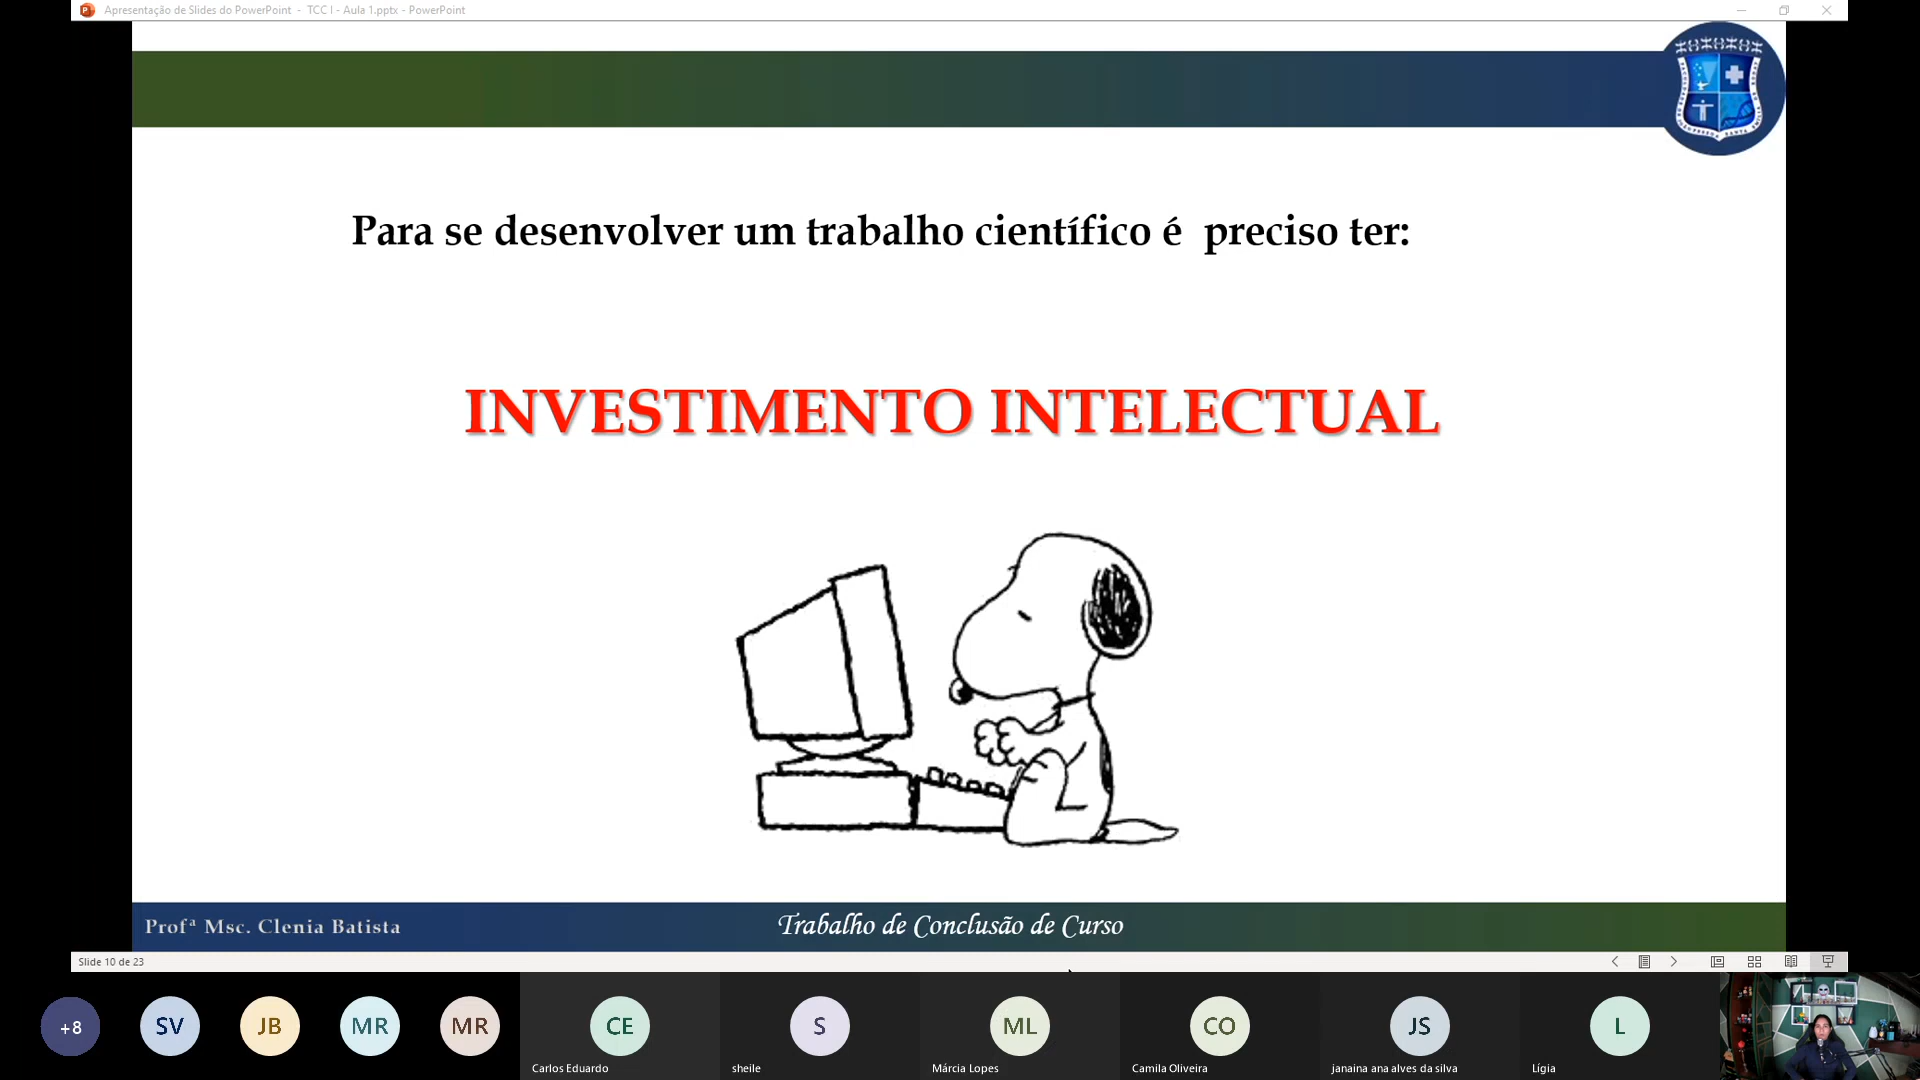 Apresentação de Slides do PowerPoint - TCC I - Aula 1.pptx - PowerPoint
Para se desenvolver um trabalho científico é preciso ter:
INVESTIMENTO INTELECTUAL
Profª Msc. Clenia Batista
Trabalho de Conclusão de Curso
Slide 10 de 23
+8
SV
JB
MR
MR
CE
S
ML
CO
JS
L
Carlos Eduardo
sheile
Márcia Lopes
Camila Oliveira
janaina ana alves da silva
Lígia